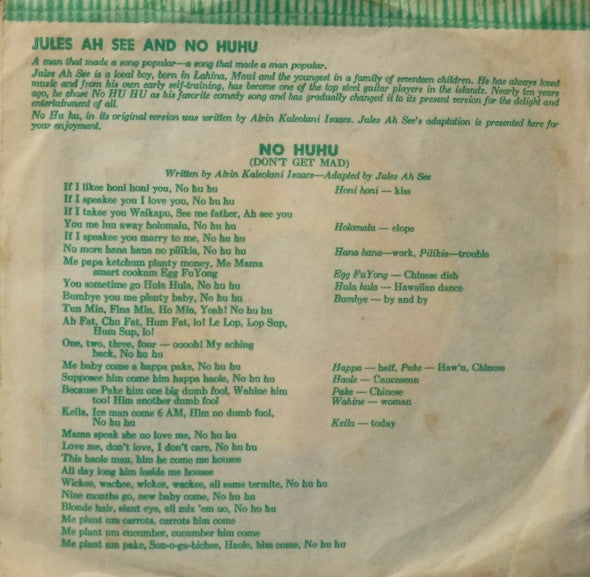 JULES AH SEE AND NO HUHU
A man that made a song popular—a song that made a man popular.
Jules Ah See is a local boy, born in Lahina, Maui and the youngest in a family of seventeen children. He has always loved
music and from his own early self-training, has become one of the top steel guitar players in the islands. Nearly ten years
ago, he chose No HU HU as his favorite comedy song and has gradually changed it to its present version for the delight and
entertainment of all.
No Hu hu, in its original version was written by Alvin Kaleolani Isaacs. Jules Ah See's adaptation is presented here for
your enjoyment.
NO HUHU
(DON'T GET MAD)
Written by Alvin Kaleolani Isaacs—Adapted by Jules Ah See
If I likee honi honi you, No hu hu Honi honi — kiss
If I speakee you I love you, No hu hu
If I takee you Waikapu, See me father, Ah see you
You me lun away holomalu, No hu hu Holomalu — elope
If I speakee you marry to me, No hu hu
No more hana hana no pilikia, No hu hu Hana hana—work, Pilikia—trouble
Me papa ketchum planty money, Me Mama
smart cookum Egg FuYong Egg FuYong — Chinese dish
You sometime go Hula Hula, No hu hu Hula hula — Hawaiian dance
Bumbye you me plenty baby, No hu hu Bumbye — by and by
Tun Min, Fina Min, Ho Min, Yeah! No hu hu
Ah Fat, Chu Fat, Hum Fat, lo! Le Lop, Lop Sup,
Hum Sup, lo!
One, two, three, four — ooooh! My aching
back, No hu hu
Me baby come a happa pake, No hu hu Happa — half, Pake — Haw'n, Chinese
Supposee him come him happa haole, No hu hu Haole — Caucasean
Because Pake him one big dumb fool, Wahine him Pake — Chinese
too! Him another dumb fool Wahine — woman
Keila, Ice man come 6 AM, Him no dumb fool,
No hu hu Keila — today
Mama speak she no love me, No hu hu
Love me, don't love, I don't care, No hu hu
This haole man, him he come me housee
All day long him inside me housee
Wickee, wachee, wickee, wackee, all same termite, No hu hu
Nine months go, new baby come, No hu hu
Blonde hair, slant eye, all mix 'em uo, No hu hu
Me plant um carrots, carrots him come
Me plant um cucumber, cucumber him come
Me plant um pake, Son-o-ga-bichee, Haole, him come, No hu hu